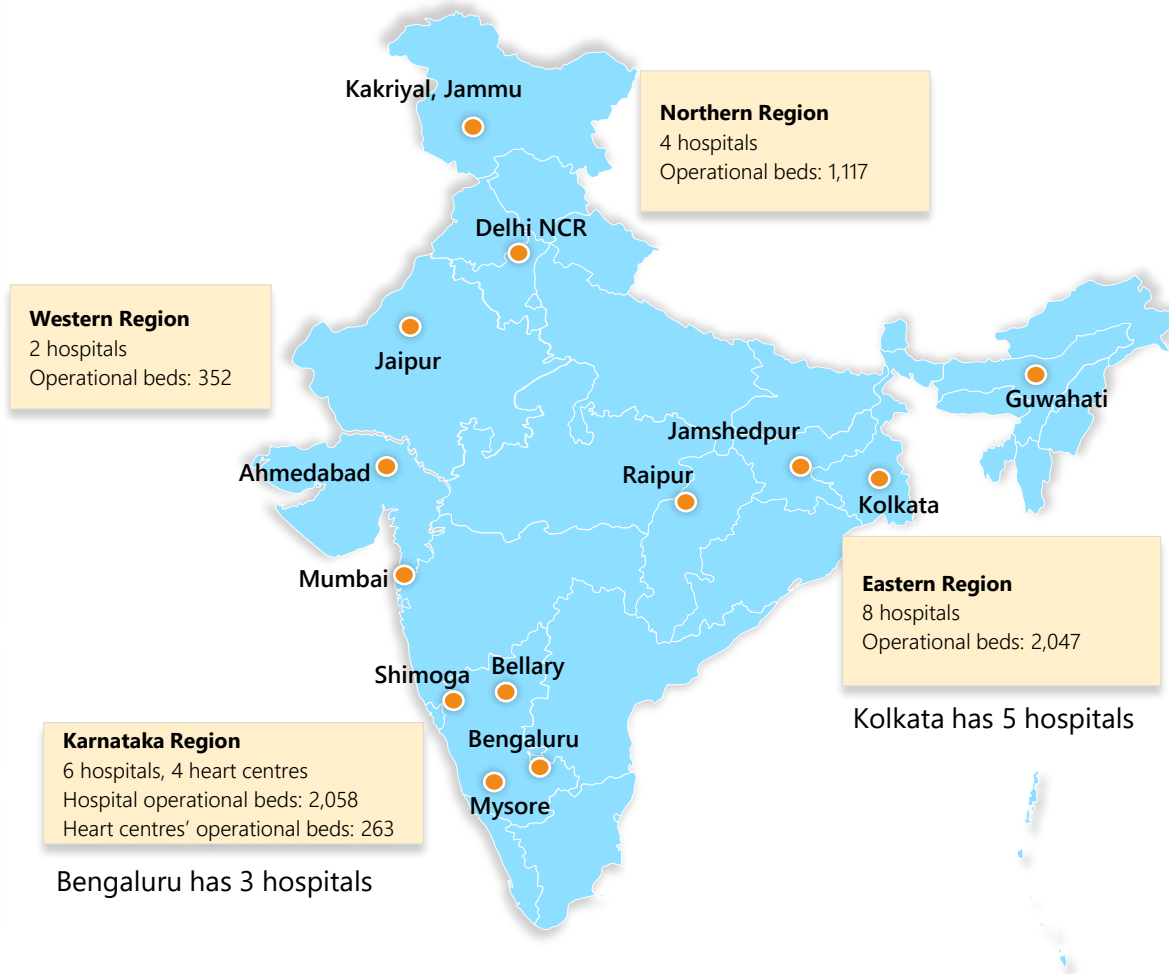 Kakriyal, Jammu
Northern Region
4 hospitals
Operational beds: 1,117
Delhi NCR
Western Region
2 hospitals
Operational beds: 352
Jaipur
Guwahati
Jamshedpur
Ahmedabad
Raipur
Kolkata
Mumbai
Eastern Region
8 hospitals
Operational beds: 2,047
Shimoga
Bellary
Kolkata has 5 hospitals
Karnataka Region
6 hospitals, 4 heart centres
Hospital operational beds: 2,058
Heart centres’ operational beds: 263
Bengaluru
Mysore
Bengaluru has 3 hospitals